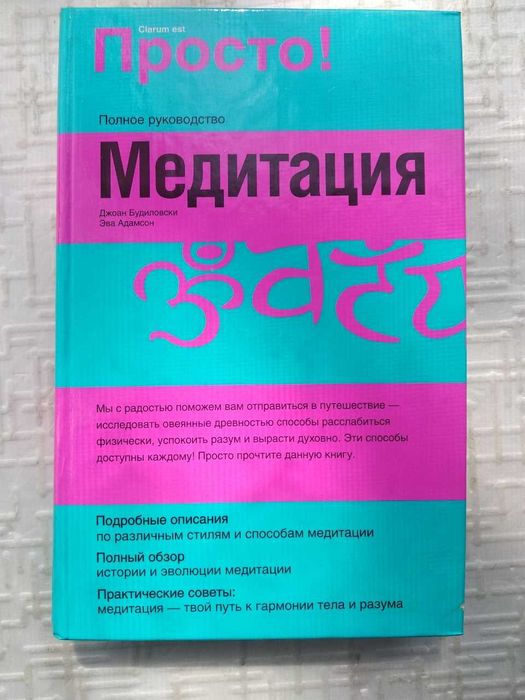 Clarum est
Просто!
Полное руководство
Медитация
Джоан Будиловски
Эва Адамсон
Мы с радостью поможем вам отправиться в путешествие —
исследовать овеянные древностью способы расслабиться
физически, успокоить разум и вырасти духовно. Эти способы
доступны каждому! Просто прочтите данную книгу.
Подробные описания
по различным стилям и способам медитации
Полный обзор
истории и эволюции медитации
Практические советы:
медитация — твой путь к гармонии тела и разума